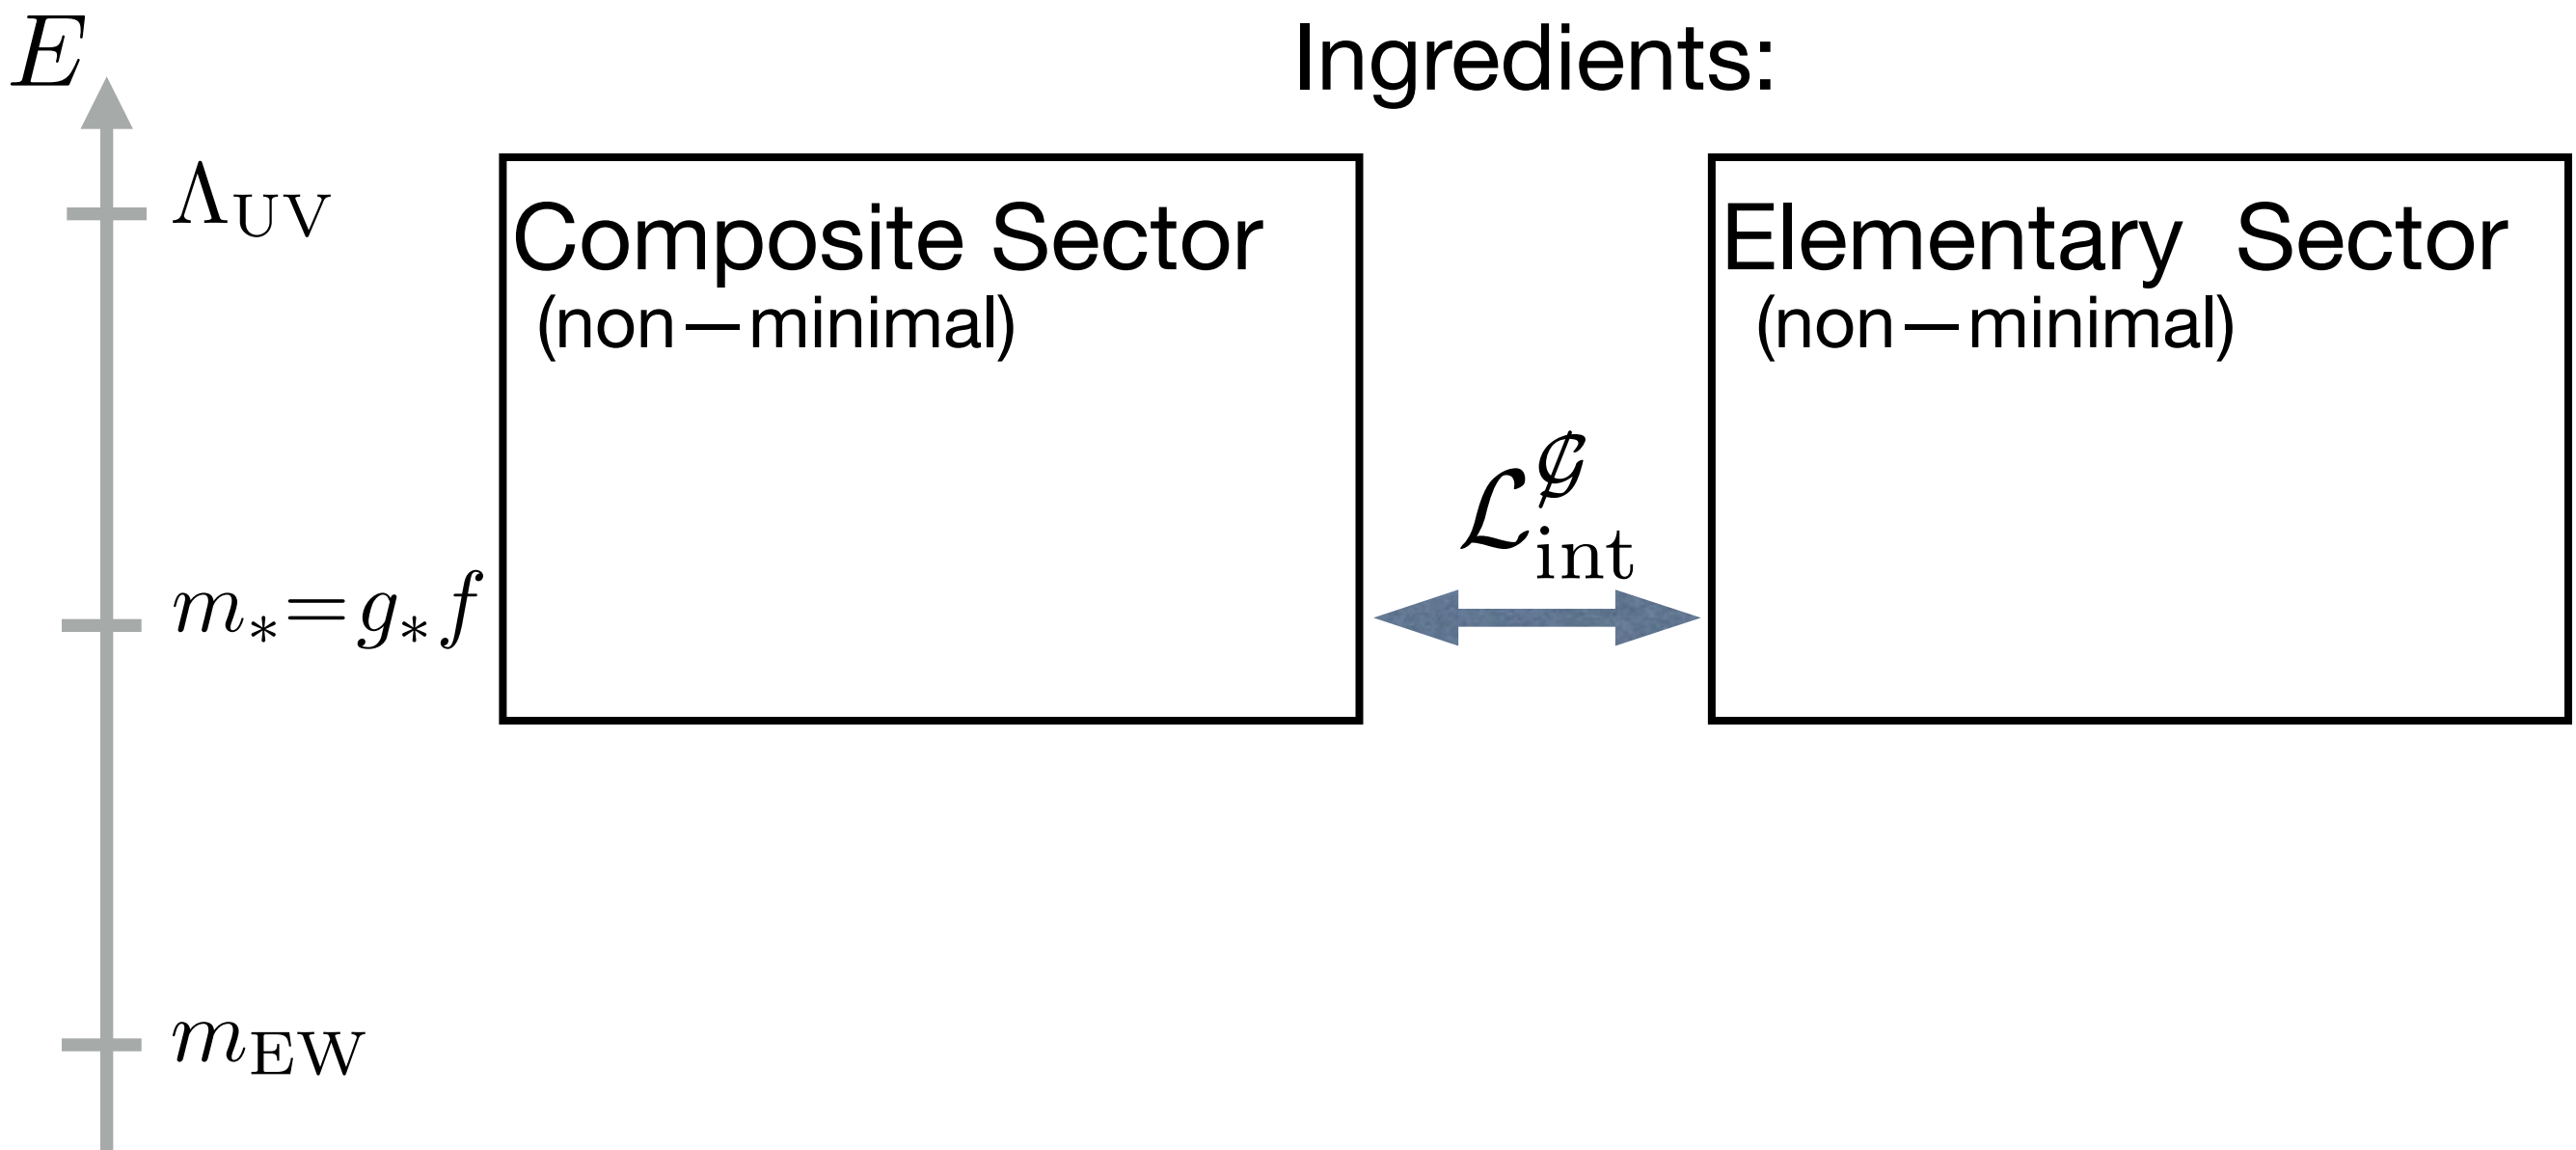 E
Ingredients:
Λ_UV
Composite Sector
(non—minimal)
Elementary Sector
(non—minimal)
ℒ_int^𝒢̸
m_*=g_*f
m_EW